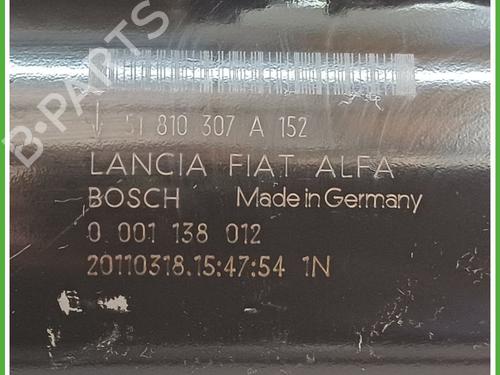 B-PARTS
51 810 307 A 152
LANCIA FIAT ALFA
BOSCH Made in Germany
0 001 138 012
20110318.15:47:54 1N